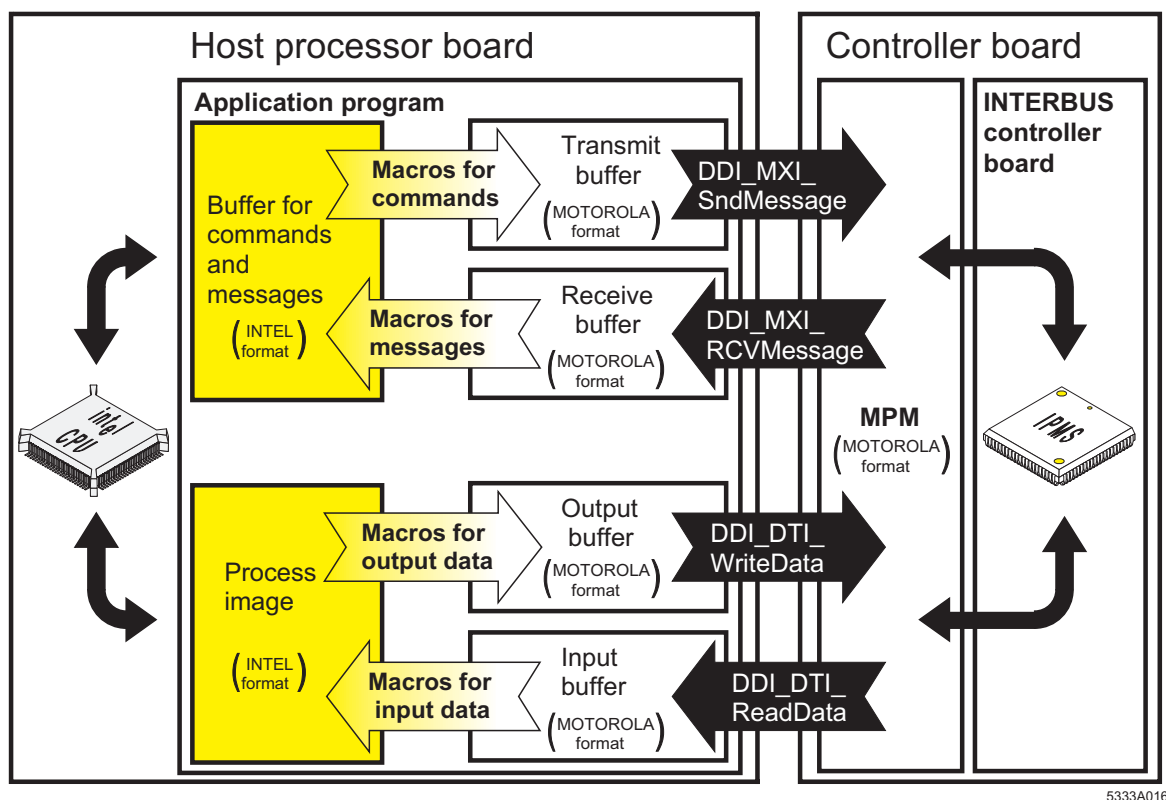 Host processor board
Controller board
Application program
INTERBUS
controller
board
Buffer for
commands
and
messages
(INTEL
format)
Macros for
commands
Transmit
buffer
(MOTOROLA
format)
DDI_MXI_
SndMessage
Macros for
messages
Receive
buffer
(MOTOROLA
format)
DDI_MXI_
RCVMessage
intel
CPU
MPM
(MOTOROLA
format)
IPMS
Process
image
(INTEL
format)
Macros for
output data
Output
buffer
(MOTOROLA
format)
DDI_DTI_
WriteData
Macros for
input data
Input
buffer
(MOTOROLA
format)
DDI_DTI_
ReadData
5333A016